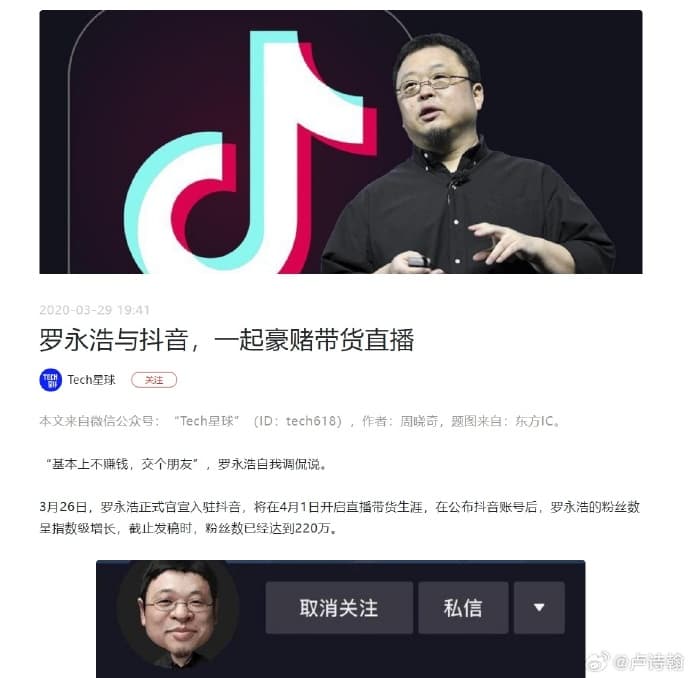 2020-03-29 19:41
罗永浩与抖音，一起豪赌带货直播
TECH
星球
Tech星球
关注
本文来自微信公众号：“Tech星球”（ID：tech618），作者：周晓奇，题图来自：东方IC。
“基本上不赚钱，交个朋友”，罗永浩自我调侃说。
3月26日，罗永浩正式官宣入驻抖音，将在4月1日开启直播带货生涯，在公布抖音账号后，罗永浩的粉丝数
呈指数级增长，截止发稿时，粉丝数已经达到220万。
取消关注
私信
@卢诗翰